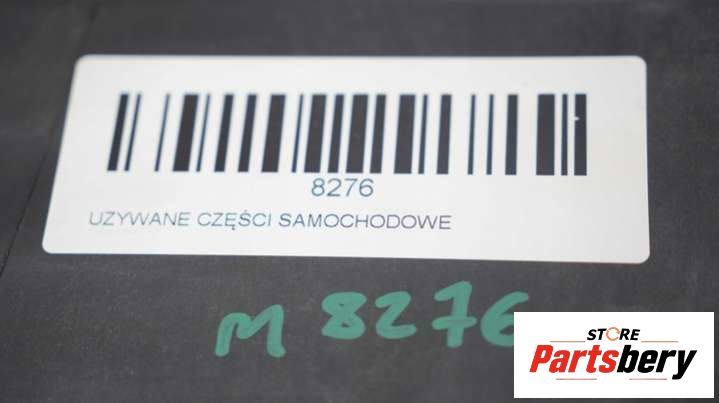 8276
UZYWANE CZĘŚCI SAMOCHODOWE
M 8276
STORE
Partsbery